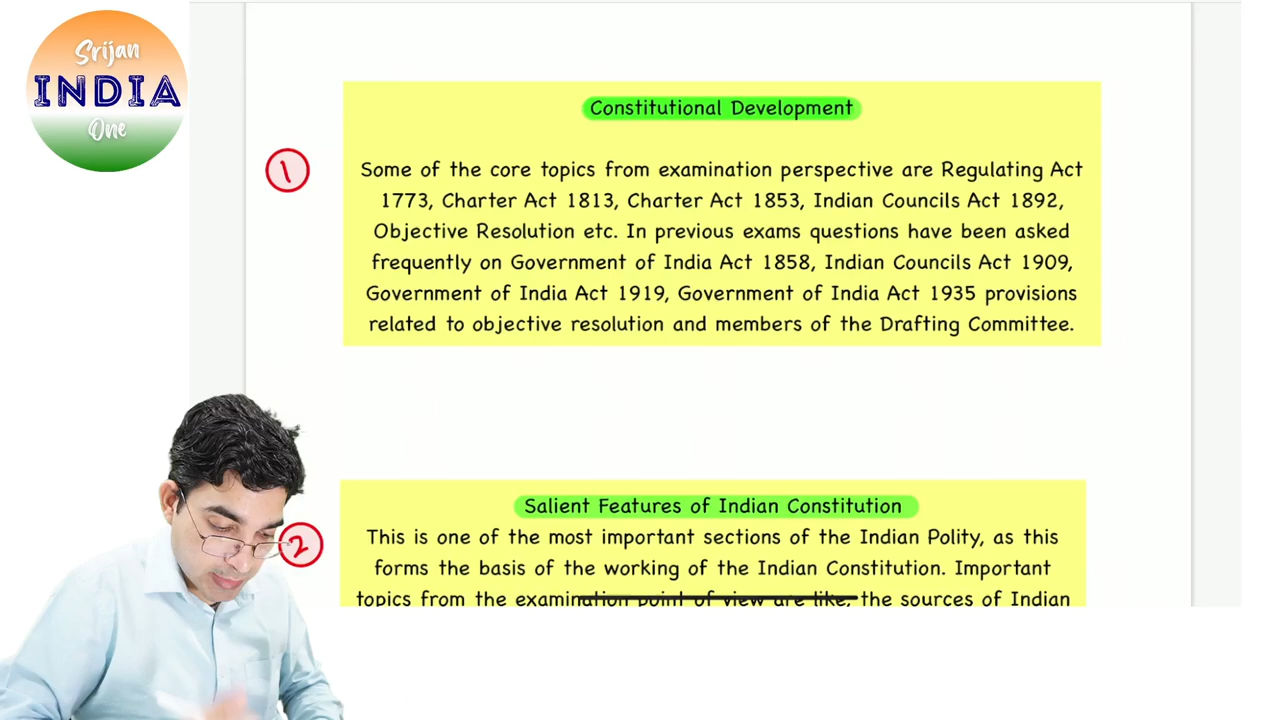 Srijan
INDIA
One
Constitutional Development
1
Some of the core topics from examination perspective are Regulating Act
1773, Charter Act 1813, Charter Act 1853, Indian Councils Act 1892,
Objective Resolution etc. In previous exams questions have been asked
frequently on Government of India Act 1858, Indian Councils Act 1909,
Government of India Act 1919, Government of India Act 1935 provisions
related to objective resolution and members of the Drafting Committee.
Salient Features of Indian Constitution
2
This is one of the most important sections of the Indian Polity, as this
forms the basis of the working of the Indian Constitution. Important
topics from the examination point of view are like, the sources of Indian